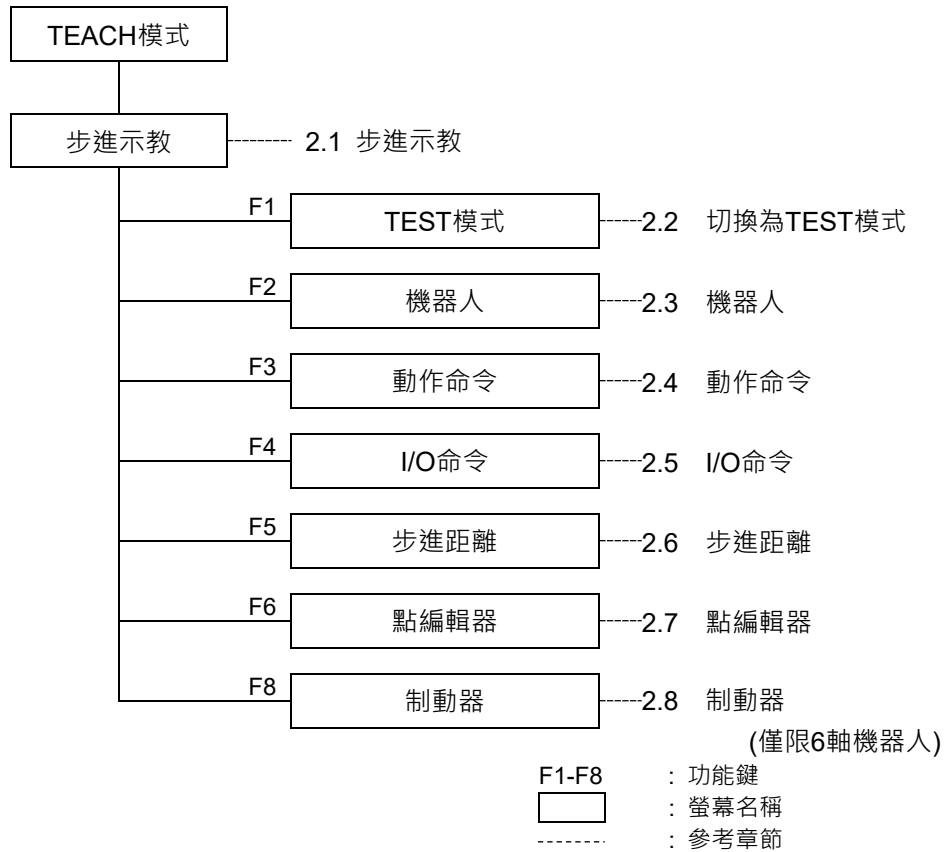 TEACH模式
步進示教 2.1 步進示教
F1 TEST模式 2.2 切換為TEST模式
F2 機器人 2.3 機器人
F3 動作命令 2.4 動作命令
F4 I/O命令 2.5 I/O命令
F5 步進距離 2.6 步進距離
F6 點編輯器 2.7 點編輯器
F8 制動器 2.8 制動器
(僅限6軸機器人)
F1-F8 : 功能鍵
: 螢幕名稱
: 參考章節